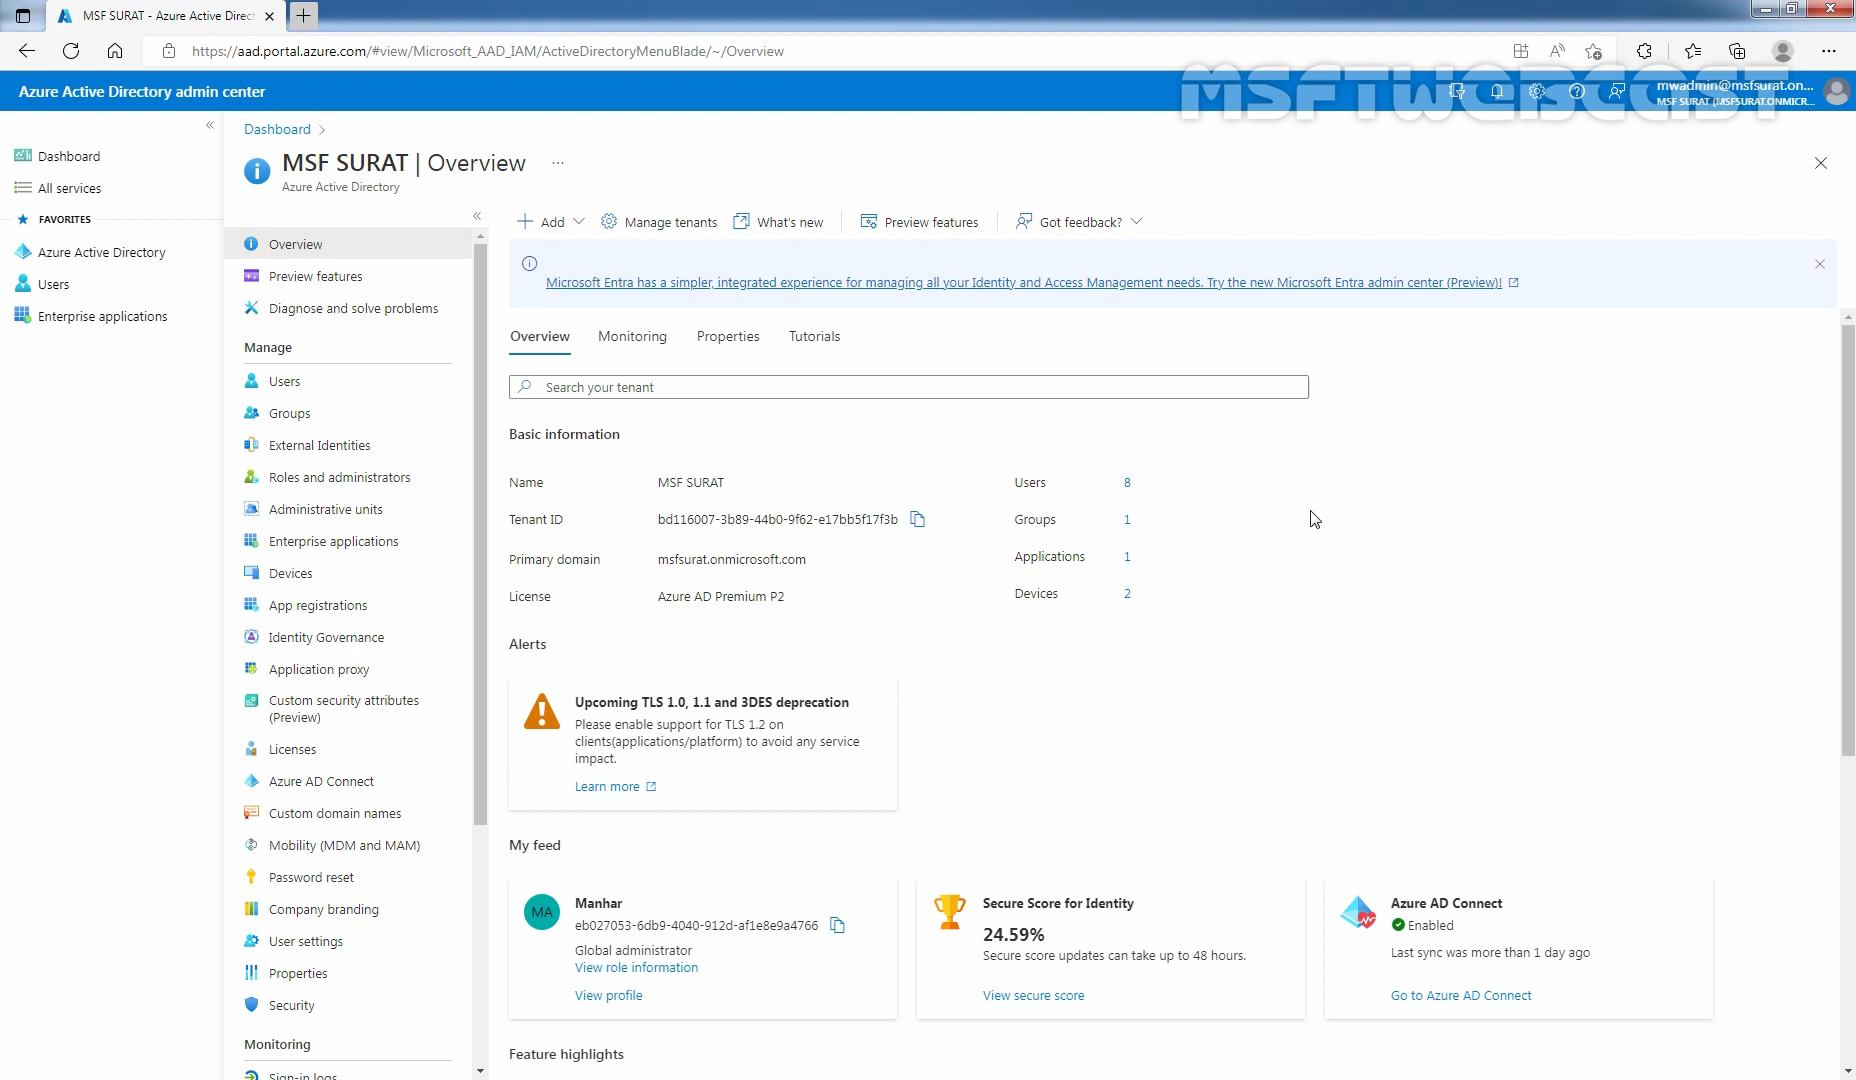 MSF SURAT - Azure Active Direct
https://aad.portal.azure.com/#view/Microsoft_AAD_IAM/ActiveDirectoryMenuBlade/~/Overview
MSFTWEBCAST
Azure Active Directory admin center
mwadmin@msfsurat.on...
MSF SURAT (MSFSURAT.ONMICR...
Dashboard
All services
FAVORITES
Azure Active Directory
Users
Enterprise applications
Dashboard
MSF SURAT | Overview
Azure Active Directory
Overview
Preview features
Diagnose and solve problems
Manage
Users
Groups
External Identities
Roles and administrators
Administrative units
Enterprise applications
Devices
App registrations
Identity Governance
Application proxy
Custom security attributes
(Preview)
Licenses
Azure AD Connect
Custom domain names
Mobility (MDM and MAM)
Password reset
Company branding
User settings
Properties
Security
Monitoring
Sign-in logs
Add
Manage tenants
What's new
Preview features
Got feedback?
Microsoft Entra has a simpler, integrated experience for managing all your Identity and Access Management needs. Try the new Microsoft Entra admin center (Preview)!
Overview Monitoring Properties Tutorials
Search your tenant
Basic information
Name MSF SURAT Users 8
Tenant ID bd116007-3b89-44b0-9f62-e17bb5f17f3b Groups 1
Primary domain msfsurat.onmicrosoft.com Applications 1
License Azure AD Premium P2 Devices 2
Alerts
Upcoming TLS 1.0, 1.1 and 3DES deprecation
Please enable support for TLS 1.2 on
clients(applications/platform) to avoid any service
impact.
Learn more
My feed
MA
Manhar
eb027053-6db9-4040-912d-af1e8e9a4766
Global administrator
View role information
View profile
Secure Score for Identity
24.59%
Secure score updates can take up to 48 hours.
View secure score
Azure AD Connect
Enabled
Last sync was more than 1 day ago
Go to Azure AD Connect
Feature highlights